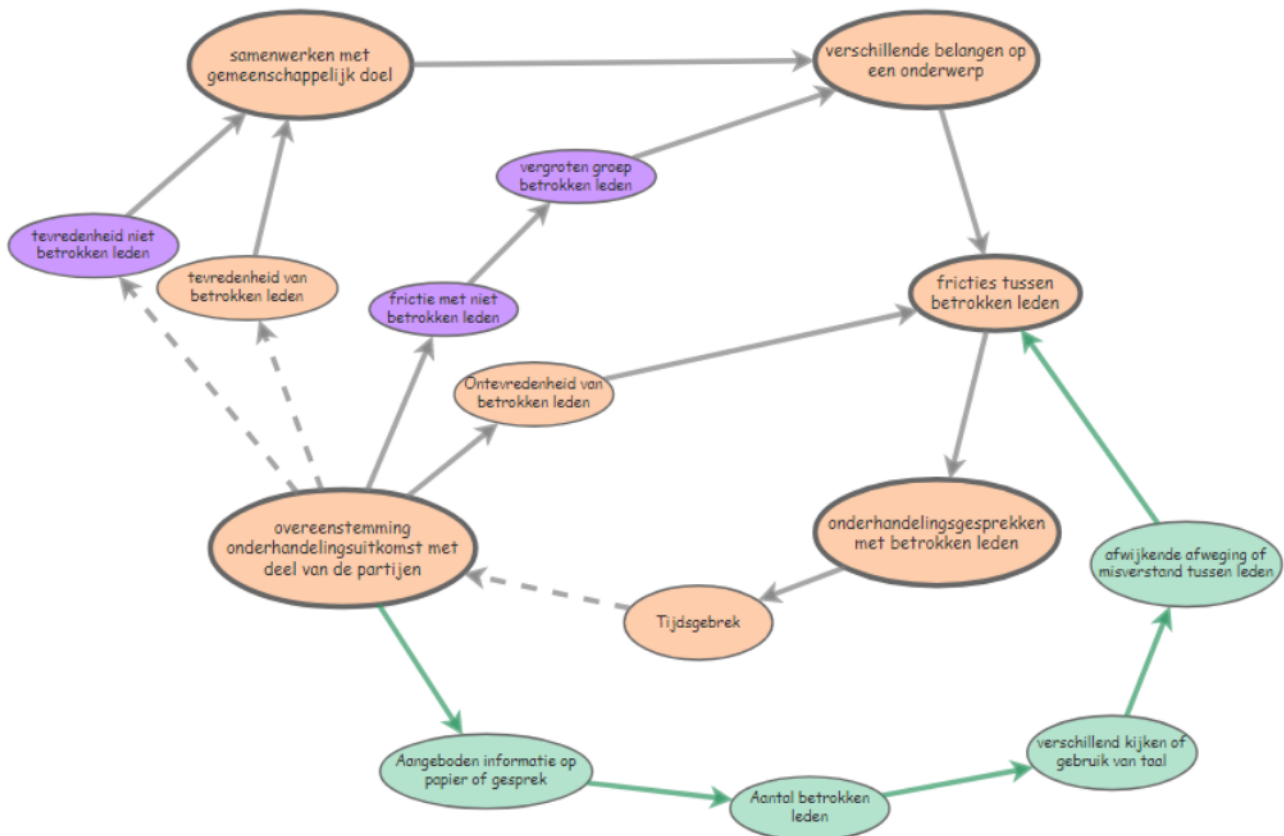 samenwerken met
gemeenschappelijk doel
verschillende belangen op
een onderwerp
vergroten groep
betrokken leden
tevredenheid niet
betrokken leden
tevredenheid van
betrokken leden
frictie met niet
betrokken leden
fricties tussen
betrokken leden
Ontevredenheid van
betrokken leden
overeenstemming
onderhandelingsuitkomst met
deel van de partijen
onderhandelingsgesprekken
met betrokken leden
afwijkende afweging of
misverstand tussen leden
Tijdsgebrek
Aangeboden informatie op
papier of gesprek
Aantal betrokken
leden
verschillend kijken of
gebruik van taal